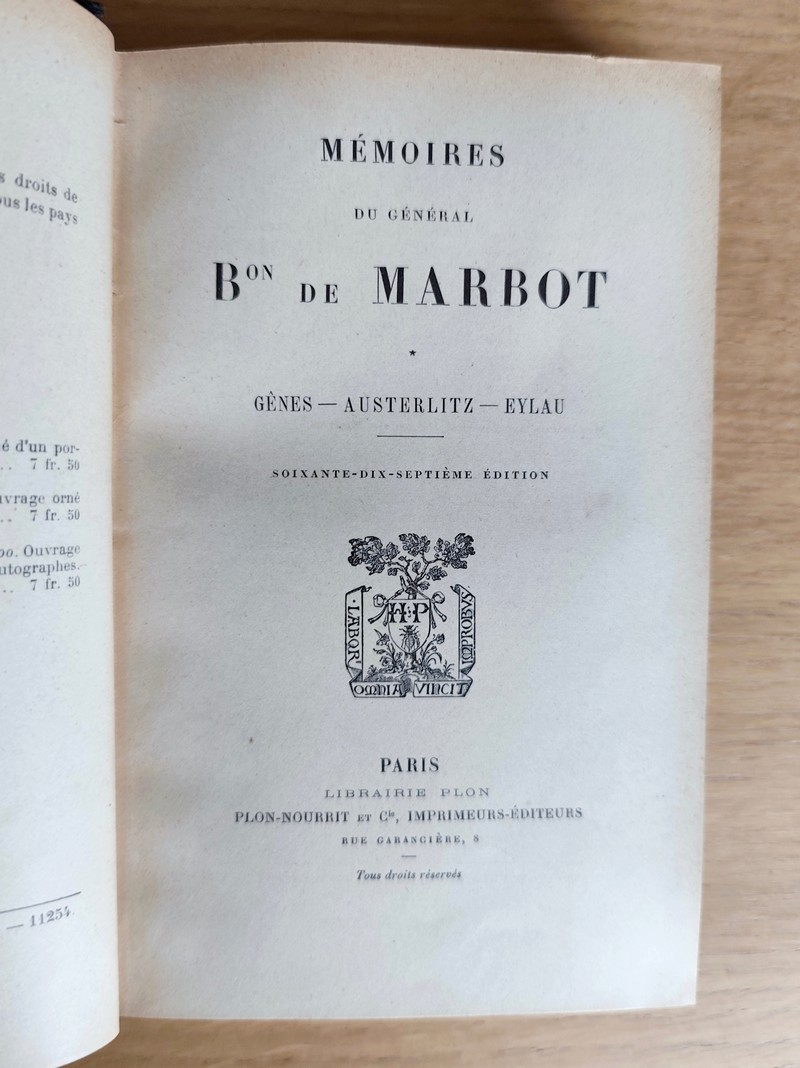 s droits de
ous les pays
é d'un por-
.. 7 fr. 50
uvrage orné
.. 7 fr. 50
oo. Ouvrage
utographes.
.. 7 fr. 50
— 11254.
MÉMOIRES
DU GÉNÉRAL
BON DE MARBOT
*
GÊNES — AUSTERLITZ — EYLAU
SOIXANTE-DIX-SEPTIÈME ÉDITION
H P
LABOR
IMPROBVS
OMNIA VINCIT
PARIS
LIBRAIRIE PLON
PLON-NOURRIT ET Cie, IMPRIMEURS-ÉDITEURS
RUE GARANCIÈRE, 8
Tous droits réservés